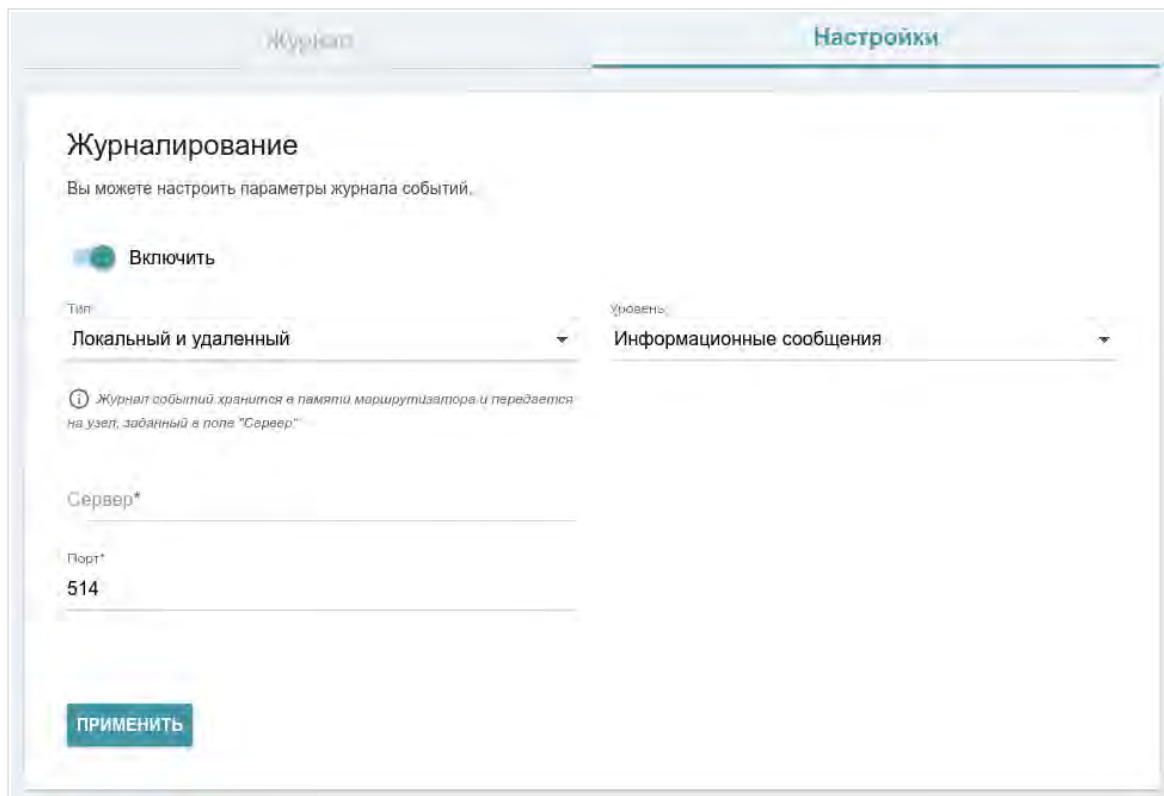 Журнал
Настройки
Журналирование
Вы можете настроить параметры журнала событий.
Включить
Тип
Уровень
Локальный и удаленный
Информационные сообщения
Журнал событий хранится в памяти маршрутизатора и передается
на узел, заданный в поле "Сервер"
Сервер*
Порт*
514
ПРИМЕНИТЬ